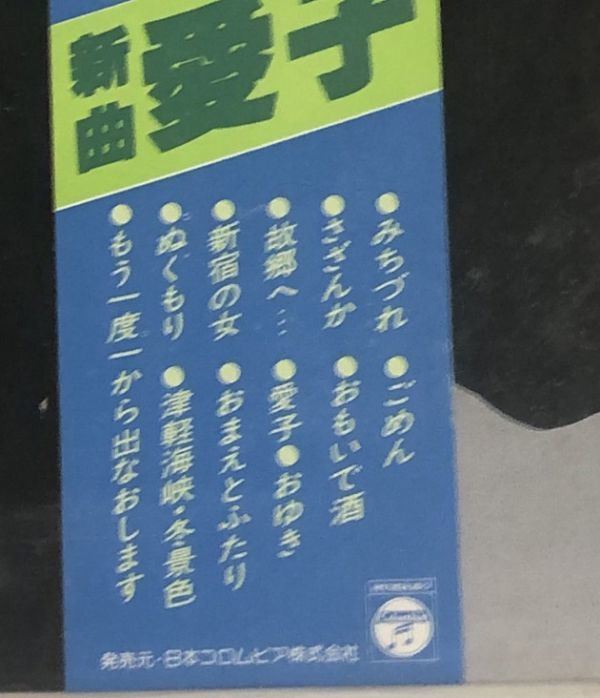 新曲
愛子
●みちづれ●ごめん
●さざんか●おもいで酒
●故郷へ…●愛子●おゆき
●新宿の女●おまえとふたり
●ぬくもり●津軽海峡・冬景色
●もう一度一から出なおします
発売元・日本コロムビア株式会社
Columbia